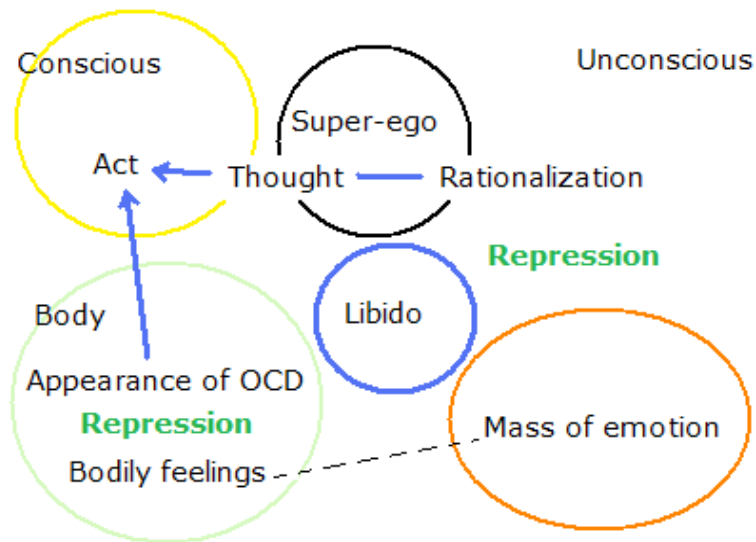 Conscious
Unconscious
Super-ego
Act
Thought
Rationalization
Repression
Body
Libido
Appearance of OCD
Repression
Mass of emotion
Bodily feelings